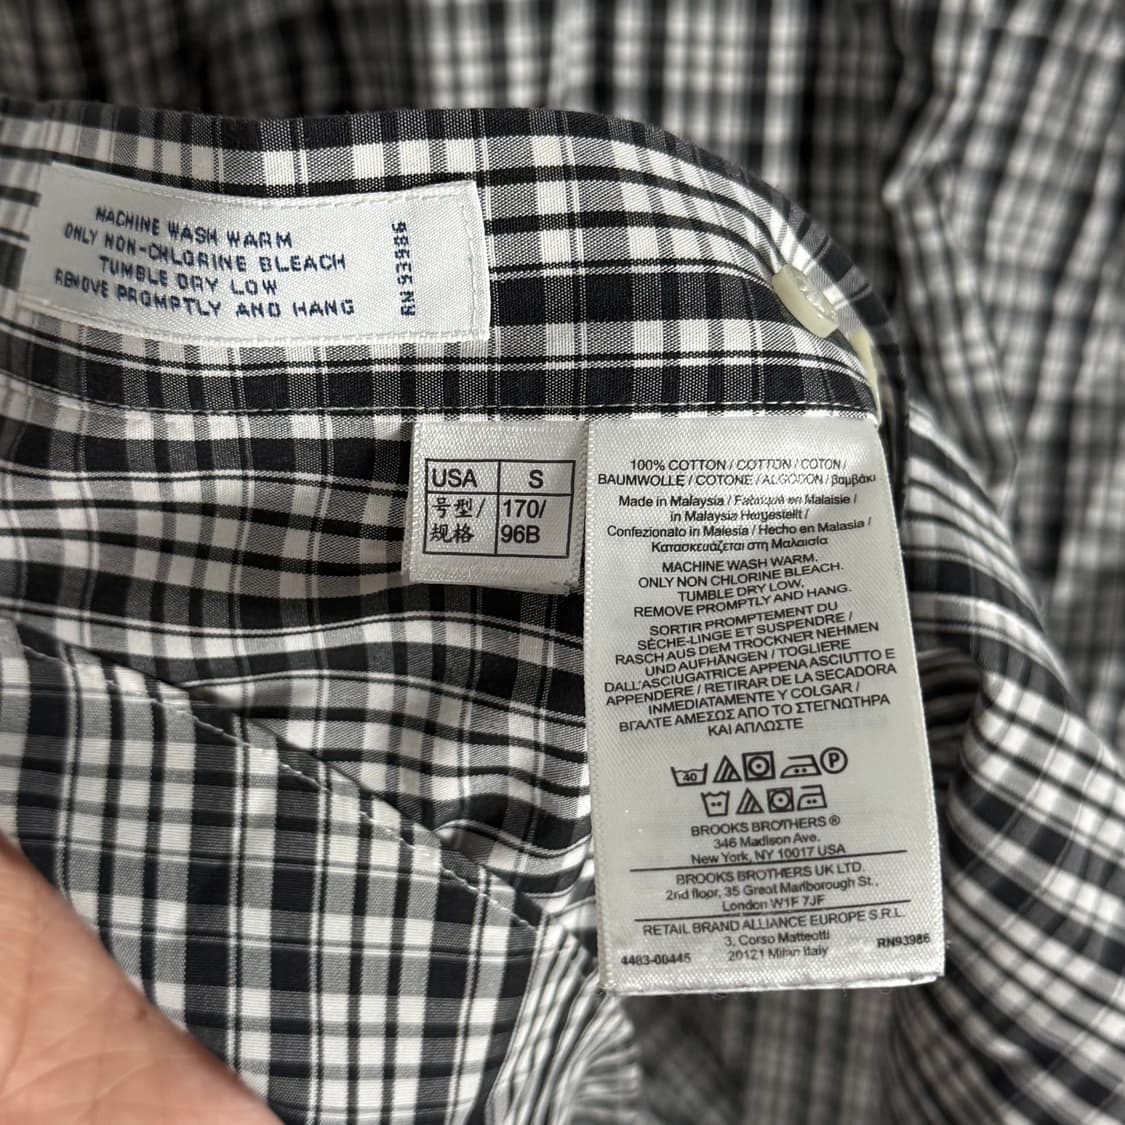 MACHINE WASH WARM
ONLY NON-CHLORINE BLEACH
TUMBLE DRY LOW
REMOVE PROMPTLY AND HANG
RN 93986
USA S
号型/ 170/
规格 96B
100% COTTON / COTTON / COTON /
BAUMWOLLE / COTONE / ALGODON / βαμβάκι
Made in Malaysia / Fabriqué en Malaisie /
in Malaysia Hergestellt /
Confezionato in Malesia / Hecho en Malasia /
Κατασκευάζεται στη Μαλαισία
MACHINE WASH WARM.
ONLY NON CHLORINE BLEACH.
TUMBLE DRY LOW.
REMOVE PROMPTLY AND HANG.
SORTIR PROMPTEMENT DU
SÈCHE-LINGE ET SUSPENDRE /
RASCH AUS DEM TROCKNER NEHMEN
UND AUFHÄNGEN / TOGLIERE
DALL'ASCIUGATRICE APPENA ASCIUTTO E
APPENDERE / RETIRAR DE LA SECADORA
INMEDIATAMENTE Y COLGAR /
ΒΓΑΛΤΕ ΑΜΕΣΩΣ ΑΠΟ ΤΟ ΣΤΕΓΝΩΤΗΡΑ
ΚΑΙ ΑΠΛΩΣΤΕ
40 P
BROOKS BROTHERS ®
346 Madison Ave.
New York, NY 10017 USA
BROOKS BROTHERS UK LTD.
2nd floor, 35 Great Marlborough St.,
London W1F 7JF
RETAIL BRAND ALLIANCE EUROPE S.R.L.
3, Corso Matteotti
20121 Milan Italy
4483-00445 RN93986